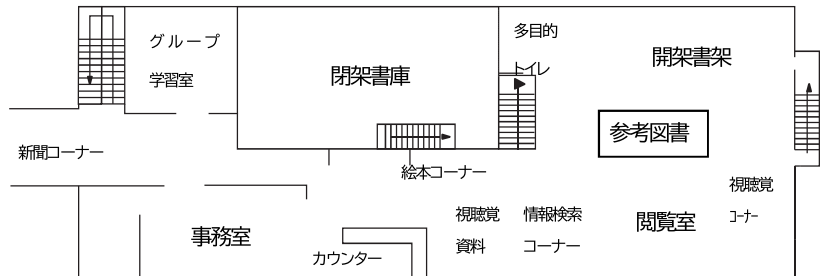 グループ
学習室
閉架書庫
多目的
トイレ
開架書架
参考図書
新聞コーナー
絵本コーナー
視聴覚
コーナー
事務室
カウンター
視聴覚
資料
情報検索
コーナー
閲覧室